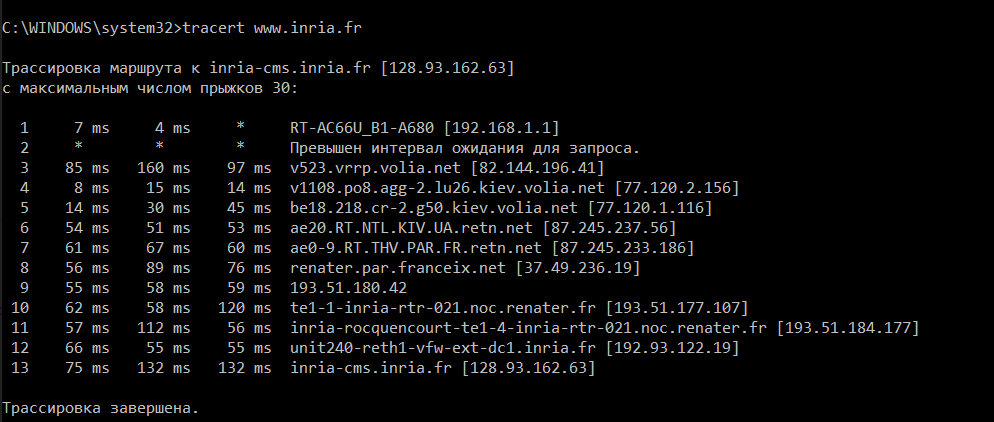 C:\WINDOWS\system32>tracert www.inria.fr
Трассировка маршрута к inria-cms.inria.fr [128.93.162.63]
с максимальным числом прыжков 30:
1 7 ms 4 ms * RT-AC66U_B1-A680 [192.168.1.1]
2 * * * Превышен интервал ожидания для запроса.
3 85 ms 160 ms 97 ms v523.vrrp.volia.net [82.144.196.41]
4 8 ms 15 ms 14 ms v1108.po8.agg-2.lu26.kiev.volia.net [77.120.2.156]
5 14 ms 30 ms 45 ms be18.218.cr-2.g50.kiev.volia.net [77.120.1.116]
6 54 ms 51 ms 53 ms ae20.RT.NTL.KIV.UA.retn.net [87.245.237.56]
7 61 ms 67 ms 60 ms ae0-9.RT.THV.PAR.FR.retn.net [87.245.233.186]
8 56 ms 89 ms 76 ms renater.par.franceix.net [37.49.236.19]
9 55 ms 58 ms 59 ms 193.51.180.42
10 62 ms 58 ms 120 ms te1-1-inria-rtr-021.noc.renater.fr [193.51.177.107]
11 57 ms 112 ms 56 ms inria-rocquencourt-te1-4-inria-rtr-021.noc.renater.fr [193.51.184.177]
12 66 ms 55 ms 55 ms unit240-reth1-vfw-ext-dc1.inria.fr [192.93.122.19]
13 75 ms 132 ms 132 ms inria-cms.inria.fr [128.93.162.63]
Трассировка завершена.